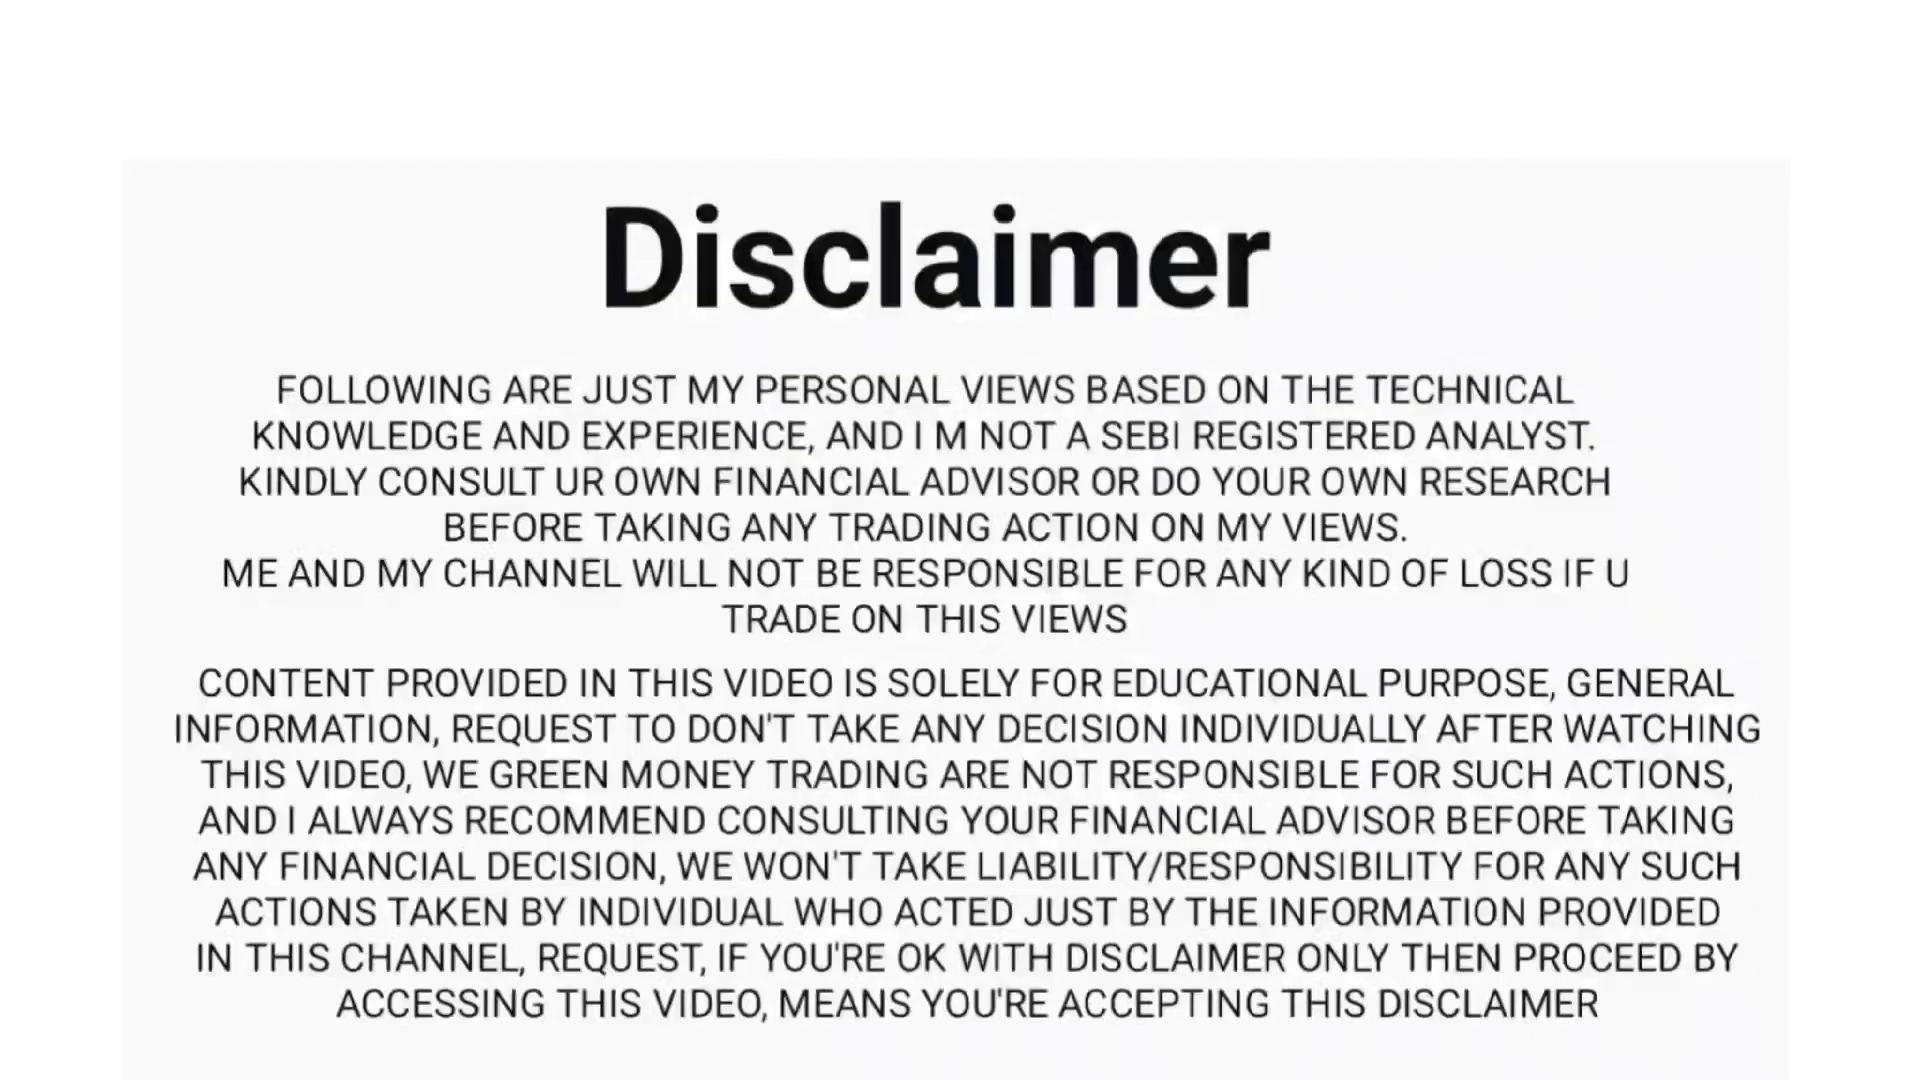 Disclaimer
FOLLOWING ARE JUST MY PERSONAL VIEWS BASED ON THE TECHNICAL
KNOWLEDGE AND EXPERIENCE, AND I M NOT A SEBI REGISTERED ANALYST.
KINDLY CONSULT UR OWN FINANCIAL ADVISOR OR DO YOUR OWN RESEARCH
BEFORE TAKING ANY TRADING ACTION ON MY VIEWS.
ME AND MY CHANNEL WILL NOT BE RESPONSIBLE FOR ANY KIND OF LOSS IF U
TRADE ON THIS VIEWS
CONTENT PROVIDED IN THIS VIDEO IS SOLELY FOR EDUCATIONAL PURPOSE, GENERAL
INFORMATION, REQUEST TO DON'T TAKE ANY DECISION INDIVIDUALLY AFTER WATCHING
THIS VIDEO, WE GREEN MONEY TRADING ARE NOT RESPONSIBLE FOR SUCH ACTIONS,
AND I ALWAYS RECOMMEND CONSULTING YOUR FINANCIAL ADVISOR BEFORE TAKING
ANY FINANCIAL DECISION, WE WON'T TAKE LIABILITY/RESPONSIBILITY FOR ANY SUCH
ACTIONS TAKEN BY INDIVIDUAL WHO ACTED JUST BY THE INFORMATION PROVIDED
IN THIS CHANNEL, REQUEST, IF YOU'RE OK WITH DISCLAIMER ONLY THEN PROCEED BY
ACCESSING THIS VIDEO, MEANS YOU'RE ACCEPTING THIS DISCLAIMER